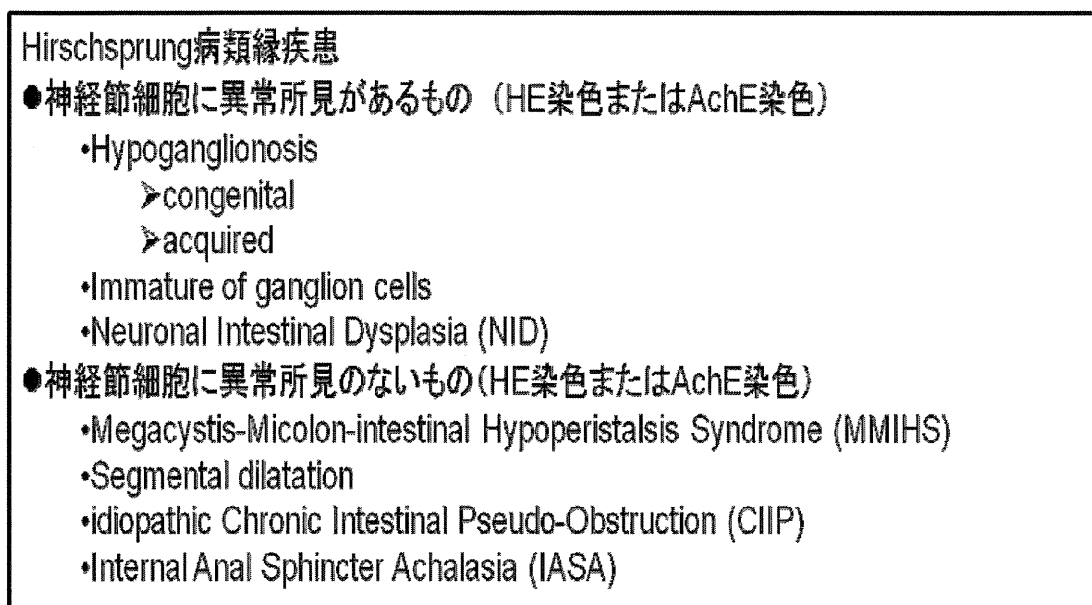 Hirschsprung病類縁疾患
●神経節細胞に異常所見があるもの (HE染色またはAchE染色)
•Hypoganglionosis
➢congenital
➢acquired
•Immature of ganglion cells
•Neuronal Intestinal Dysplasia (NID)
●神経節細胞に異常所見のないもの(HE染色またはAchE染色)
•Megacystis-Micolon-intestinal Hypoperistalsis Syndrome (MMIHS)
•Segmental dilatation
•idiopathic Chronic Intestinal Pseudo-Obstruction (CIIP)
•Internal Anal Sphincter Achalasia (IASA)